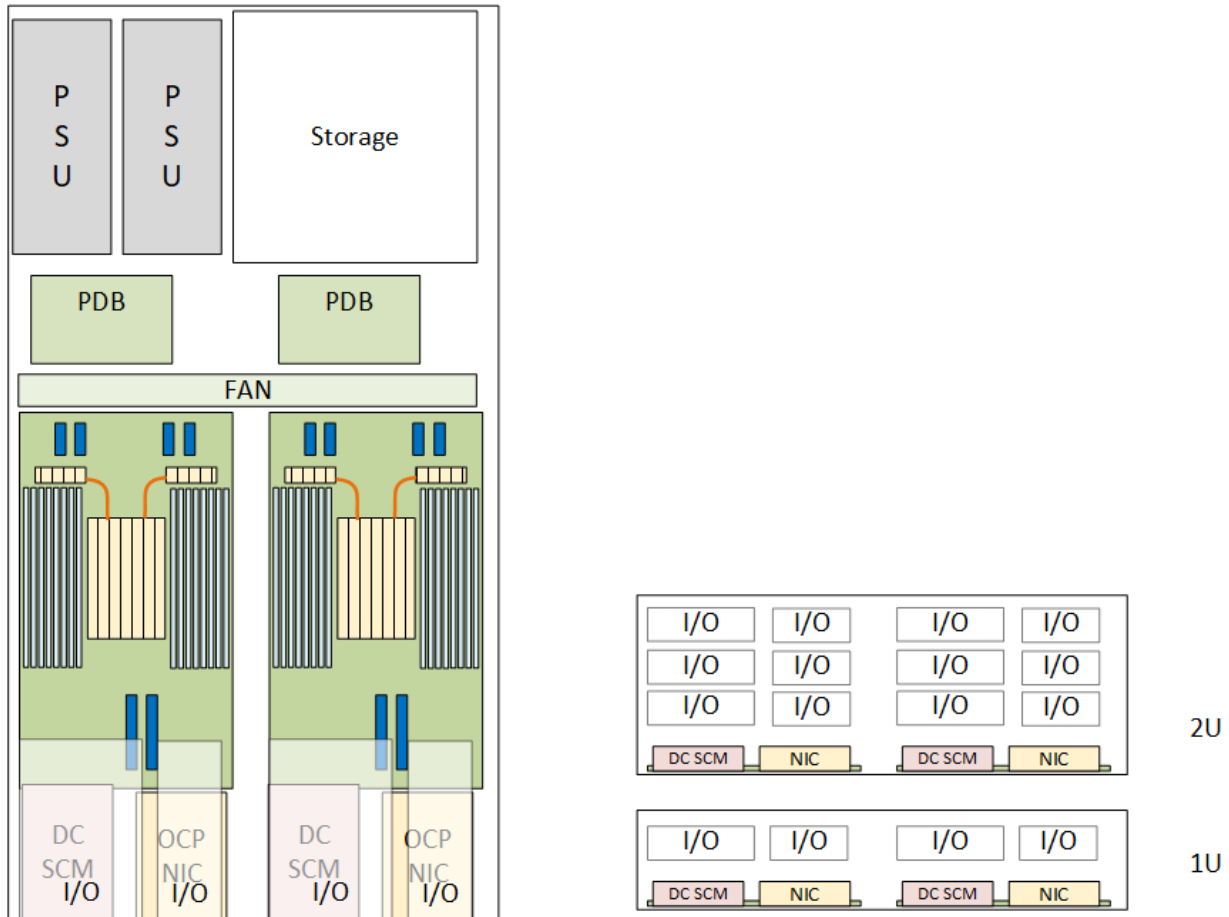 P
S
U
P
S
U
Storage
PDB
PDB
FAN
DC
SCM
I/O
OCP
NIC
I/O
DC
SCM
I/O
OCP
NIC
I/O
I/O I/O I/O I/O
I/O I/O I/O I/O
I/O I/O I/O I/O
DC SCM NIC DC SCM NIC
2U
I/O I/O I/O I/O
DC SCM NIC DC SCM NIC
1U